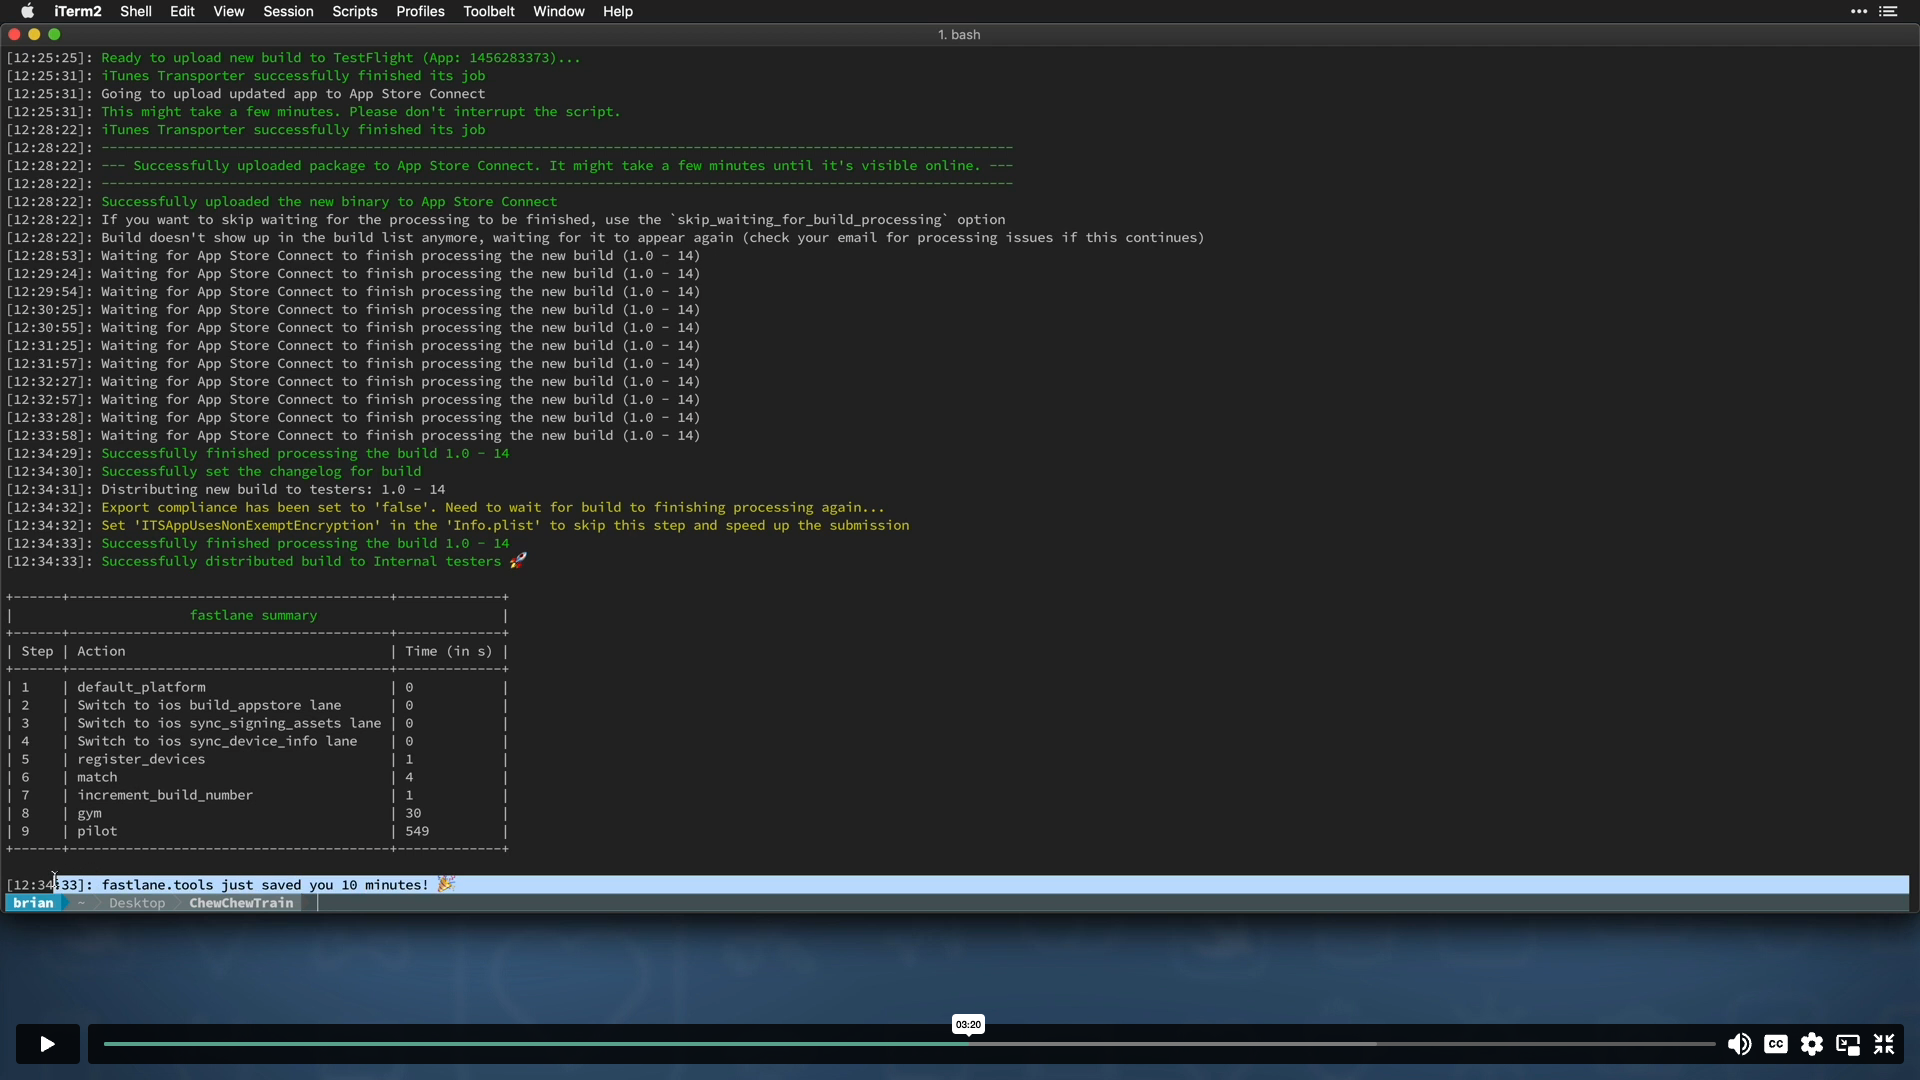 iTerm2 Shell Edit View Session Scripts Profiles Toolbelt Window Help
1. bash
[12:25:25]: Ready to upload new build to TestFlight (App: 1456283373)...
[12:25:31]: iTunes Transporter successfully finished its job
[12:25:31]: Going to upload updated app to App Store Connect
[12:25:31]: This might take a few minutes. Please don't interrupt the script.
[12:28:22]: iTunes Transporter successfully finished its job
[12:28:22]: ------------------------------------------------------------------------------------------------------------------
[12:28:22]: --- Successfully uploaded package to App Store Connect. It might take a few minutes until it's visible online. ---
[12:28:22]: ------------------------------------------------------------------------------------------------------------------
[12:28:22]: Successfully uploaded the new binary to App Store Connect
[12:28:22]: If you want to skip waiting for the processing to be finished, use the `skip_waiting_for_build_processing` option
[12:28:22]: Build doesn't show up in the build list anymore, waiting for it to appear again (check your email for processing issues if this continues)
[12:28:53]: Waiting for App Store Connect to finish processing the new build (1.0 - 14)
[12:29:24]: Waiting for App Store Connect to finish processing the new build (1.0 - 14)
[12:29:54]: Waiting for App Store Connect to finish processing the new build (1.0 - 14)
[12:30:25]: Waiting for App Store Connect to finish processing the new build (1.0 - 14)
[12:30:55]: Waiting for App Store Connect to finish processing the new build (1.0 - 14)
[12:31:25]: Waiting for App Store Connect to finish processing the new build (1.0 - 14)
[12:31:57]: Waiting for App Store Connect to finish processing the new build (1.0 - 14)
[12:32:27]: Waiting for App Store Connect to finish processing the new build (1.0 - 14)
[12:32:57]: Waiting for App Store Connect to finish processing the new build (1.0 - 14)
[12:33:28]: Waiting for App Store Connect to finish processing the new build (1.0 - 14)
[12:33:58]: Waiting for App Store Connect to finish processing the new build (1.0 - 14)
[12:34:29]: Successfully finished processing the build 1.0 - 14
[12:34:30]: Successfully set the changelog for build
[12:34:31]: Distributing new build to testers: 1.0 - 14
[12:34:32]: Export compliance has been set to 'false'. Need to wait for build to finishing processing again...
[12:34:32]: Set 'ITSAppUsesNonExemptEncryption' in the 'Info.plist' to skip this step and speed up the submission
[12:34:33]: Successfully finished processing the build 1.0 - 14
[12:34:33]: Successfully distributed build to Internal testers 🚀
+------+----------------------------------------+-------------+
| fastlane summary |
+------+----------------------------------------+-------------+
| Step | Action | Time (in s) |
+------+----------------------------------------+-------------+
| 1 | default_platform | 0 |
| 2 | Switch to ios build_appstore lane | 0 |
| 3 | Switch to ios sync_signing_assets lane | 0 |
| 4 | Switch to ios sync_device_info lane | 0 |
| 5 | register_devices | 1 |
| 6 | match | 4 |
| 7 | increment_build_number | 1 |
| 8 | gym | 30 |
| 9 | pilot | 549 |
+------+----------------------------------------+-------------+
[12:34:33]: fastlane.tools just saved you 10 minutes! 🎉
brian ~ Desktop ChewChewTrain
03:20
CC